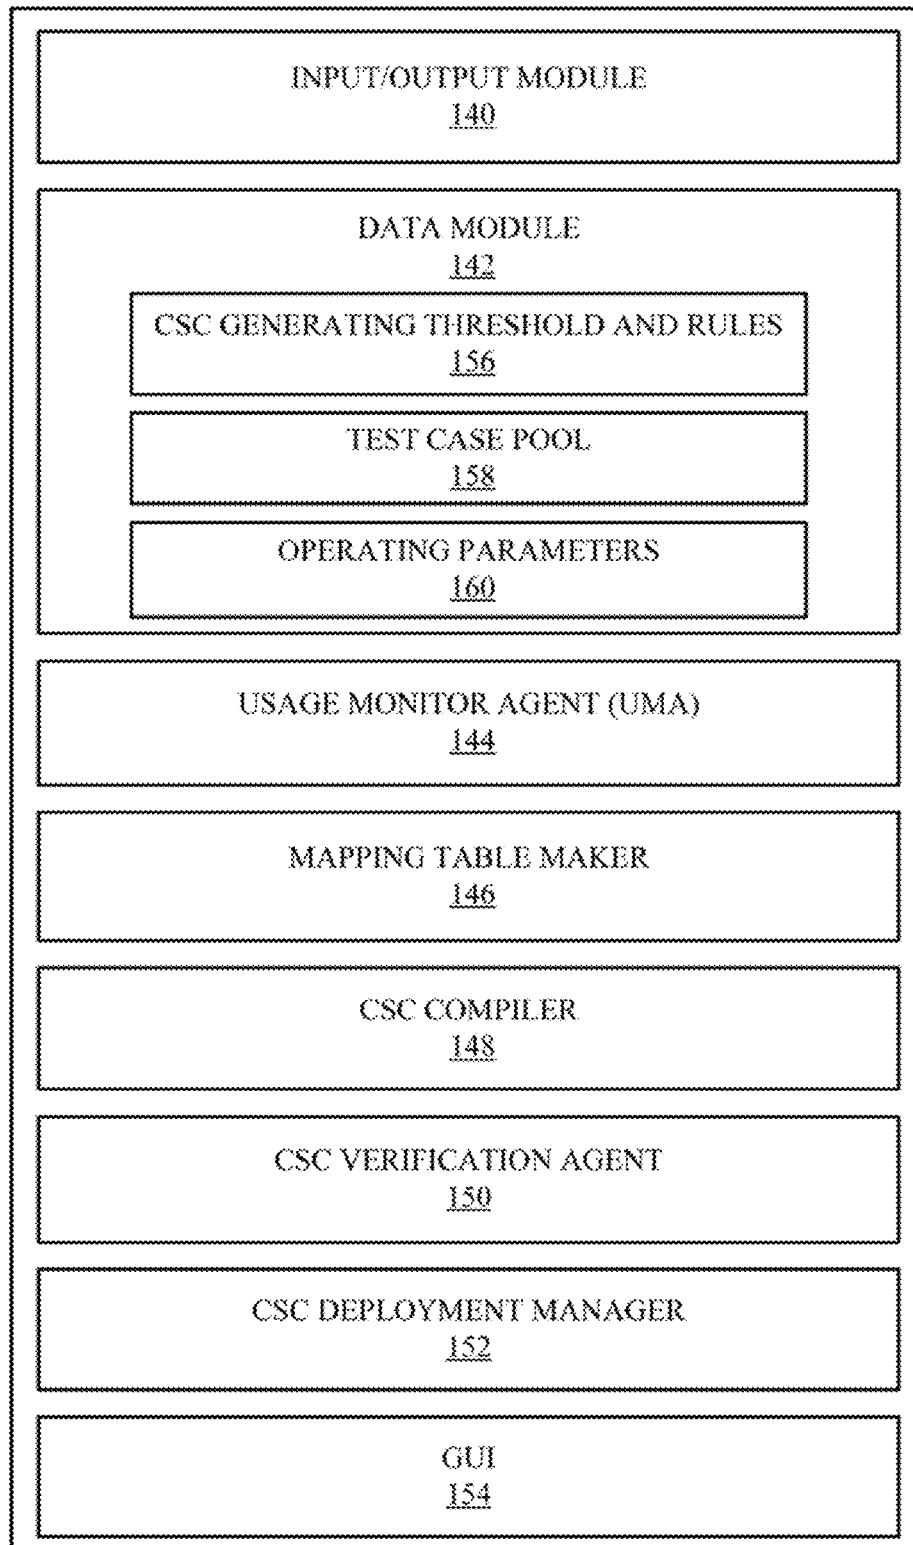 INPUT/OUTPUT MODULE
140
DATA MODULE
142
CSC GENERATING THRESHOLD AND RULES
156
TEST CASE POOL
158
OPERATING PARAMETERS
160
USAGE MONITOR AGENT (UMA)
144
MAPPING TABLE MAKER
146
CSC COMPILER
148
CSC VERIFICATION AGENT
150
CSC DEPLOYMENT MANAGER
152
GUI
154